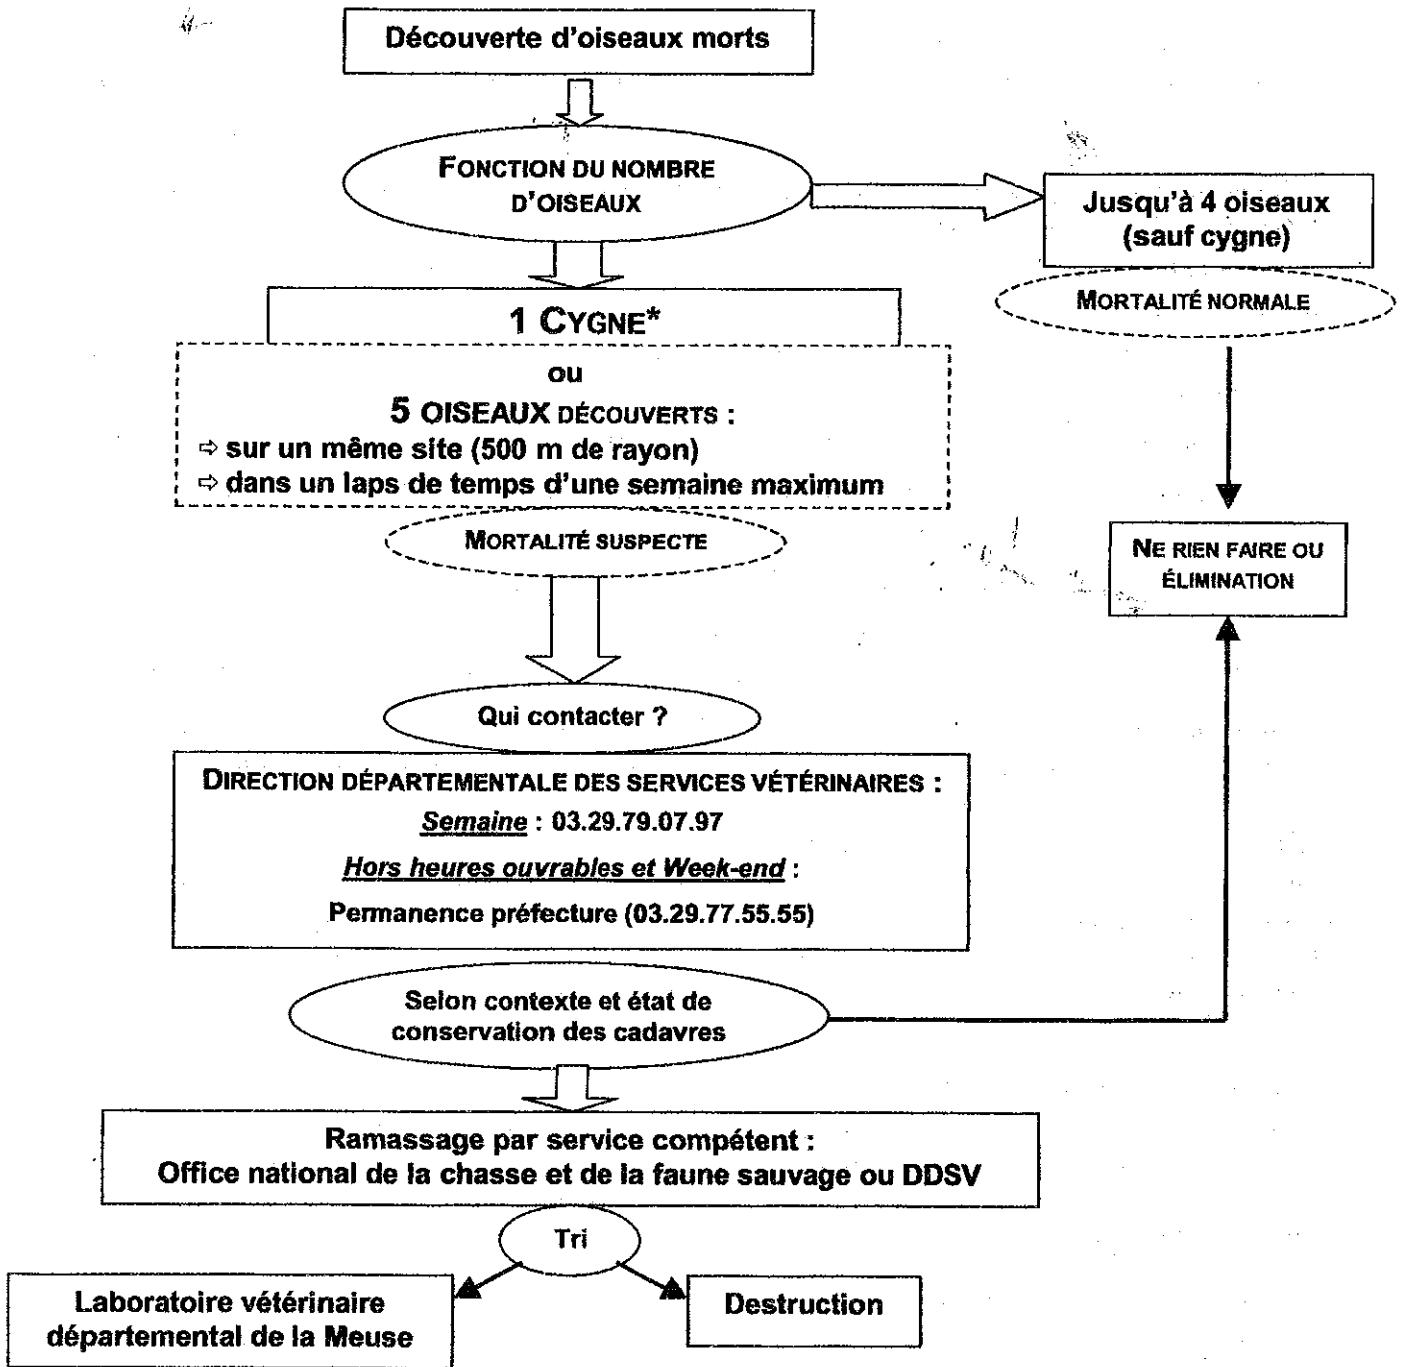 Découverte d'oiseaux morts
FONCTION DU NOMBRE
D'OISEAUX
Jusqu'à 4 oiseaux
(sauf cygne)
MORTALITÉ NORMALE
1 CYGNE*
ou
5 OISEAUX DÉCOUVERTS :
⇨ sur un même site (500 m de rayon)
⇨ dans un laps de temps d'une semaine maximum
MORTALITÉ SUSPECTE
NE RIEN FAIRE OU
ÉLIMINATION
Qui contacter ?
DIRECTION DÉPARTEMENTALE DES SERVICES VÉTÉRINAIRES :
Semaine : 03.29.79.07.97
Hors heures ouvrables et Week-end :
Permanence préfecture (03.29.77.55.55)
Selon contexte et état de
conservation des cadavres
Ramassage par service compétent :
Office national de la chasse et de la faune sauvage ou DDSV
Tri
Laboratoire vétérinaire
départemental de la Meuse
Destruction